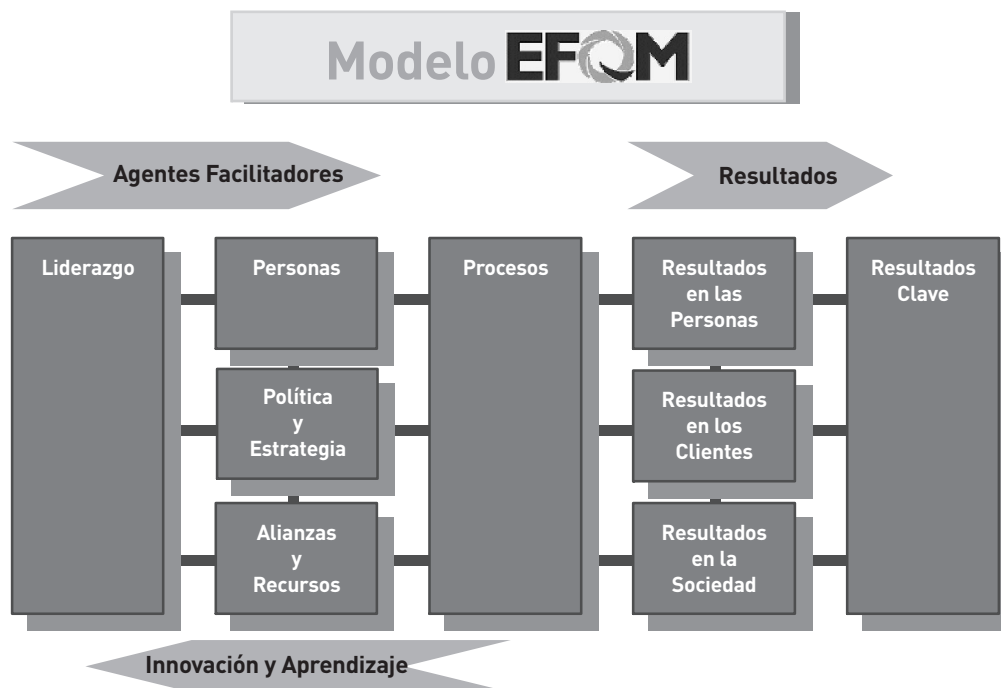 Modelo EFQM
Agentes Facilitadores
Resultados
Liderazgo
Personas
Procesos
Resultados
en las
Personas
Resultados
Clave
Política
y
Estrategia
Resultados
en los
Clientes
Alianzas
y
Recursos
Resultados
en la
Sociedad
Innovación y Aprendizaje